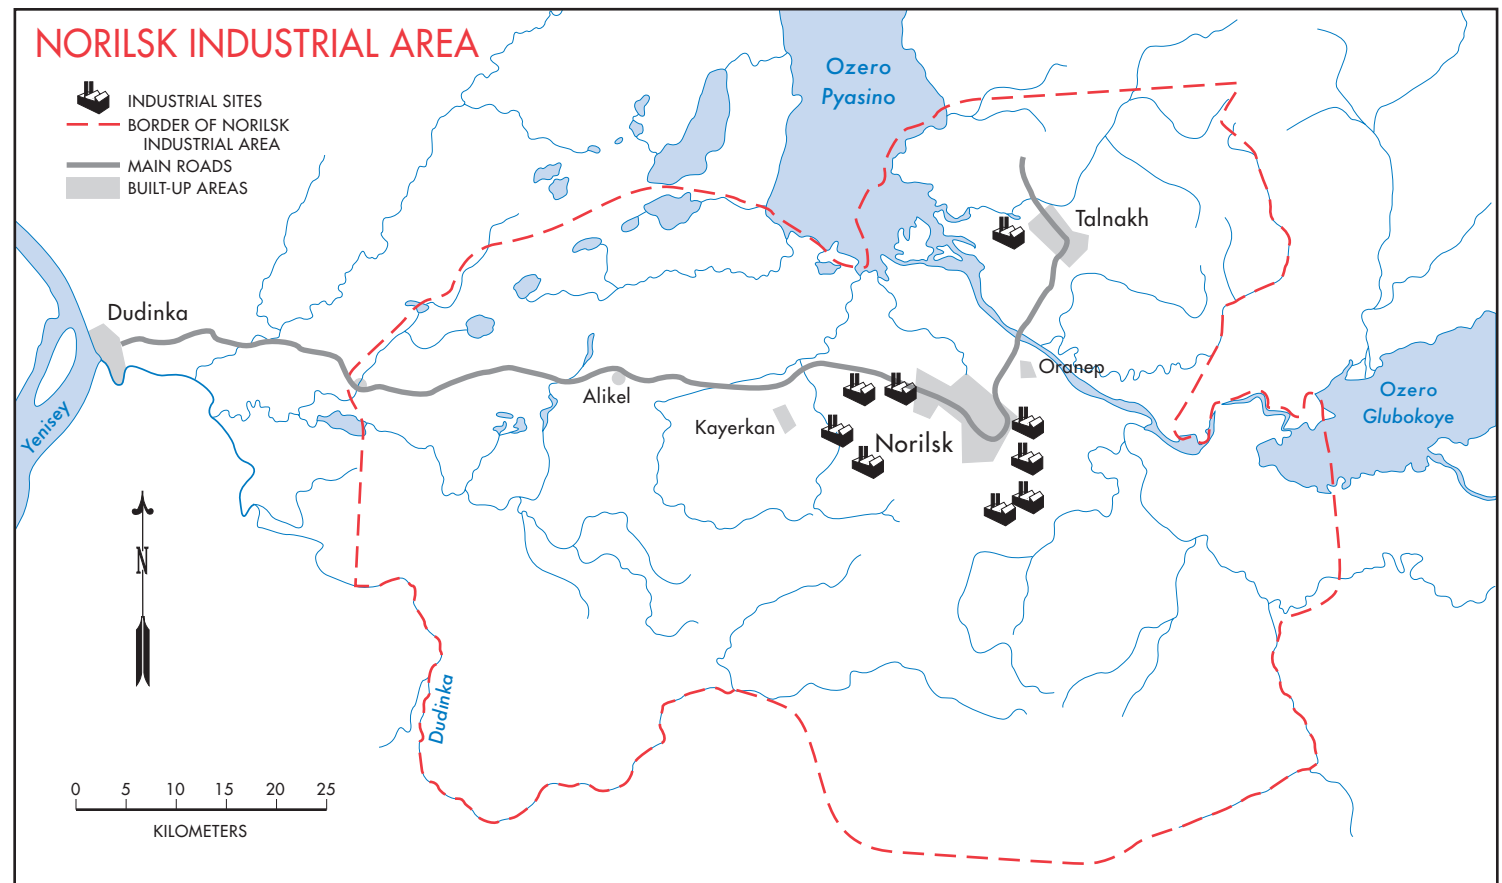 NORILSK INDUSTRIAL AREA
INDUSTRIAL SITES
BORDER OF NORILSK
INDUSTRIAL AREA
MAIN ROADS
BUILT-UP AREAS
Ozero
Pyasino
Talnakh
Dudinka
Oranep
Alikel
Kayerkan
Norilsk
Ozero
Glubokoye
Yenisey
N
Dudinka
0 5 10 15 20 25
KILOMETERS